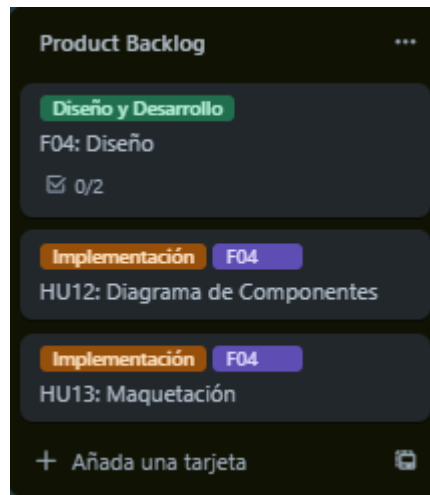 Product Backlog
Diseño y Desarrollo
F04: Diseño
0/2
Implementación F04
HU12: Diagrama de Componentes
Implementación F04
HU13: Maquetación
+ Añada una tarjeta